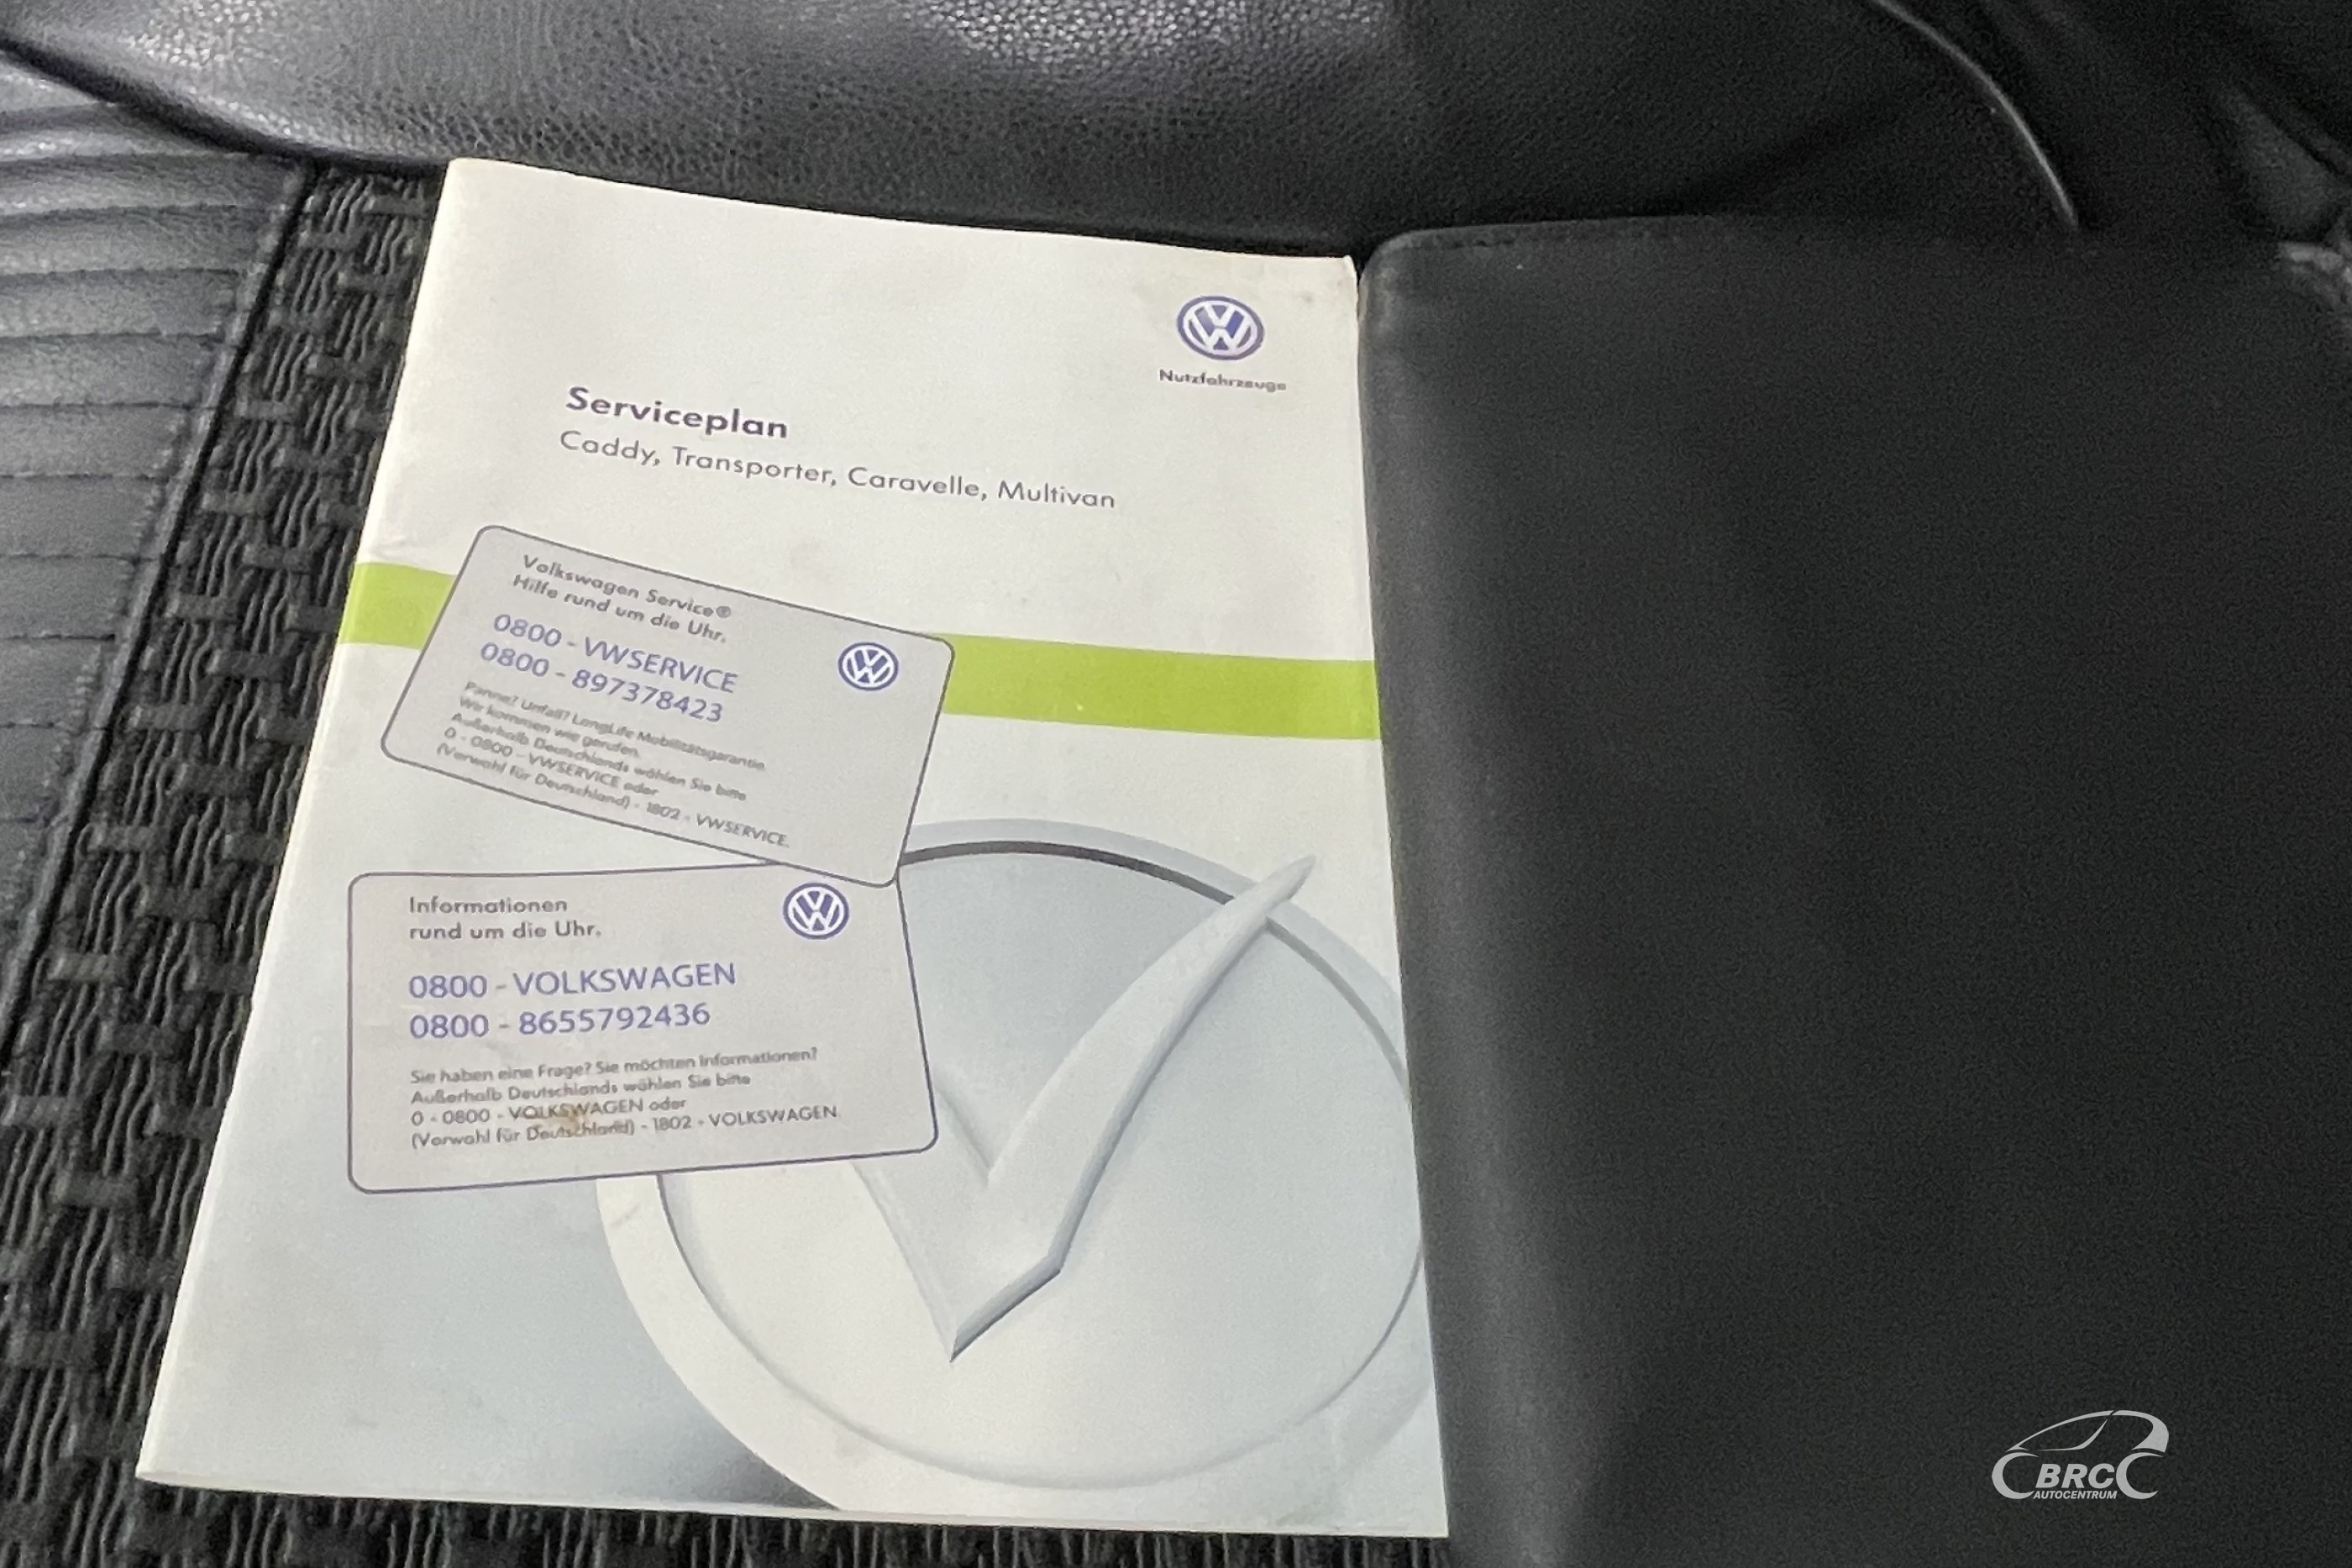 Nutzfahrzeuge
Serviceplan
Caddy, Transporter, Caravelle, Multivan
Volkswagen Service®
Hilfe rund um die Uhr.
0800 - VWSERVICE
0800 - 897378423
Panne? Unfall? LongLife Mobilitätsgarantie.
Wir kommen wie gerufen.
Außerhalb Deutschlands wählen Sie bitte
0 - 0800 - VWSERVICE oder
(Vorwahl für Deutschland) - 1802 - VWSERVICE.
Informationen
rund um die Uhr.
0800 - VOLKSWAGEN
0800 - 8655792436
Sie haben eine Frage? Sie möchten Informationen?
Außerhalb Deutschlands wählen Sie bitte
0 - 0800 - VOLKSWAGEN oder
(Vorwahl für Deutschland) - 1802 - VOLKSWAGEN.
BRC
AUTOCENTRUM